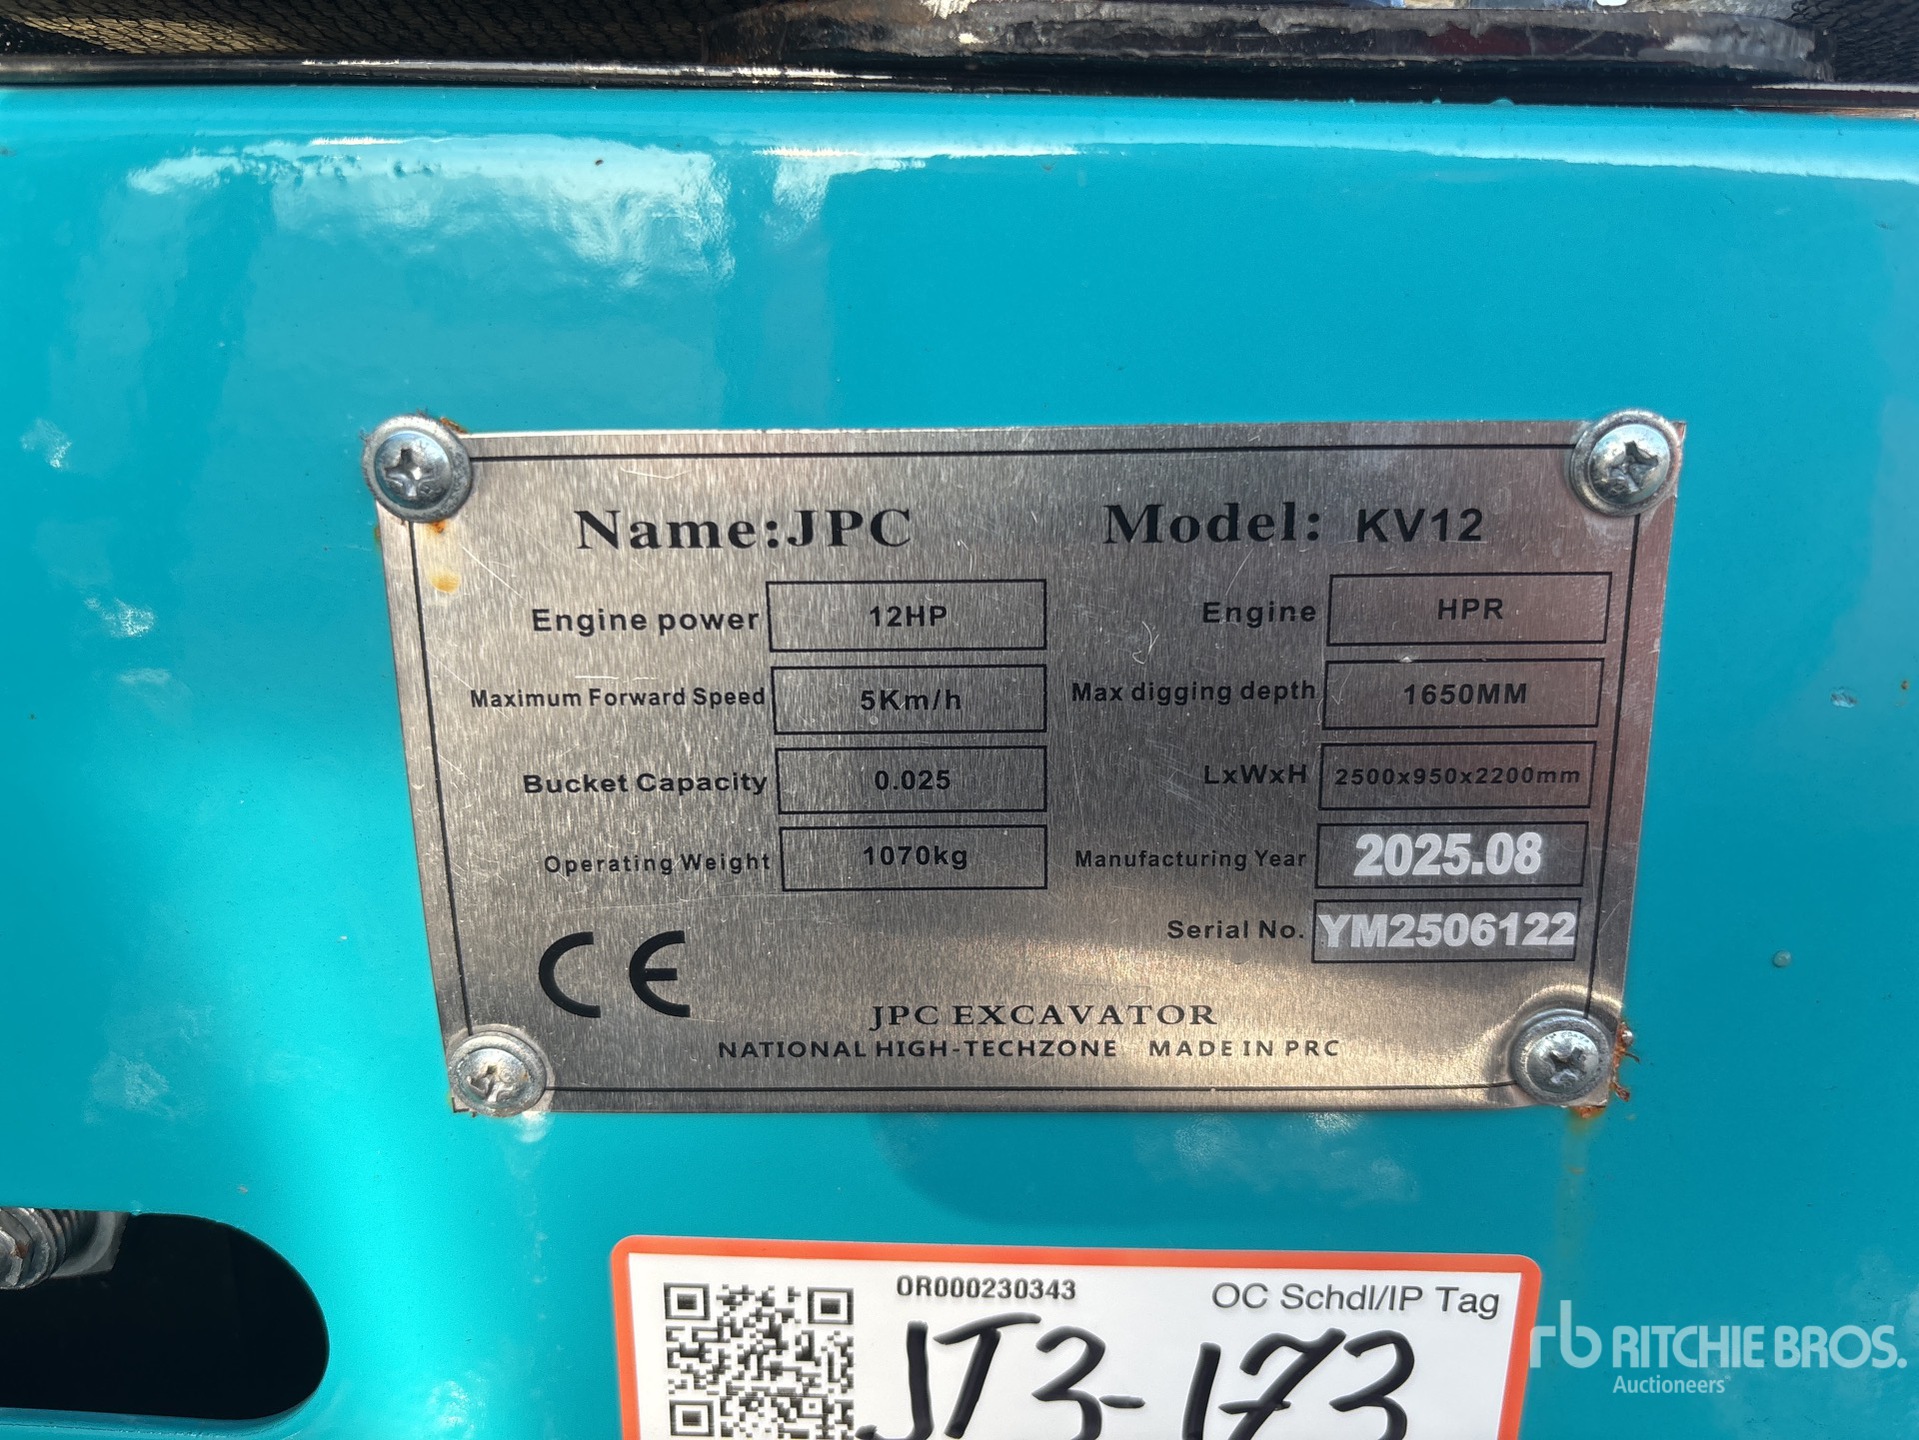 Name:JPC Model: KV12
Engine power 12HP Engine HPR
Maximum Forward Speed 5Km/h Max digging depth 1650MM
Bucket Capacity 0.025 LxWxH 2500x950x2200mm
Operating Weight 1070kg Manufacturing Year 2025.08
Serial No. YM2506122
CE
JPC EXCAVATOR
NATIONAL HIGH-TECHZONE MADE IN PRC
OR000230343 OC Schdl/IP Tag
JT3-173
rb RITCHIE BROS.
Auctioneers